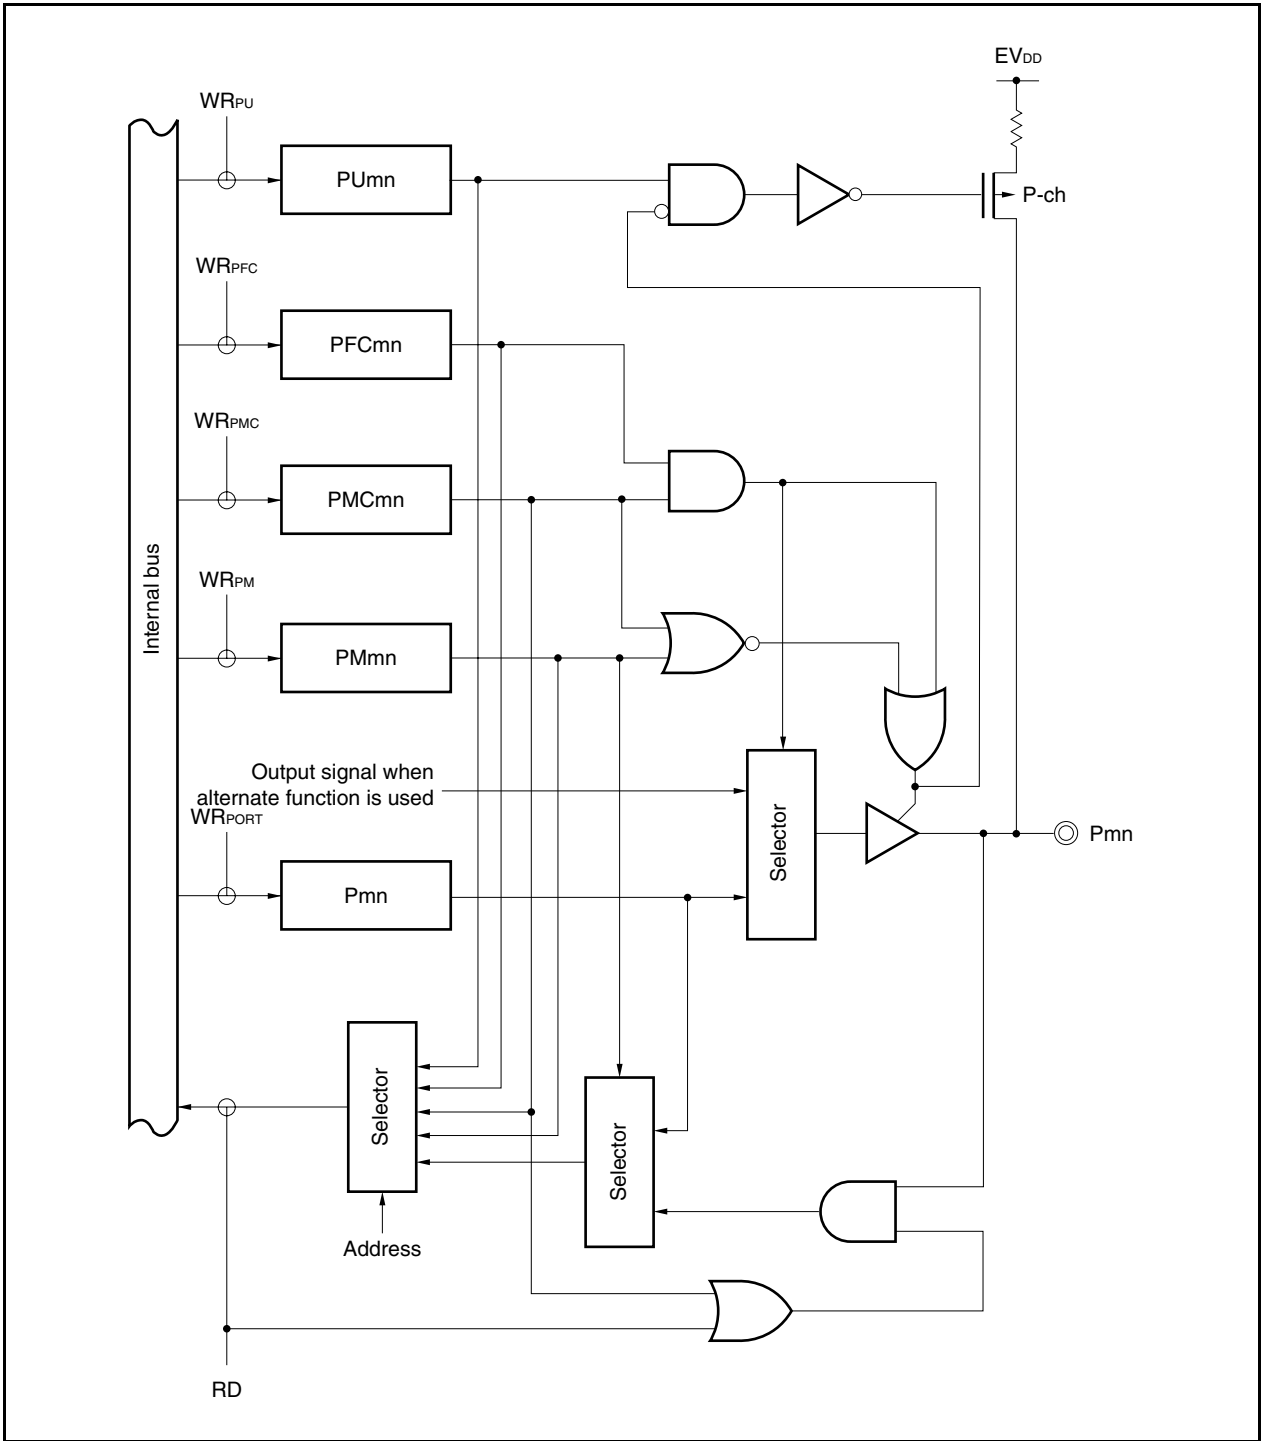 EVDD
WRPU
PUmn
P-ch
WRPFC
PFCmn
WRPMC
PMCmn
Internal bus
WRPM
PMmn
Output signal when
alternate function is used
WRPORT
Selector
Pmn
Pmn
Selector
Selector
Address
RD